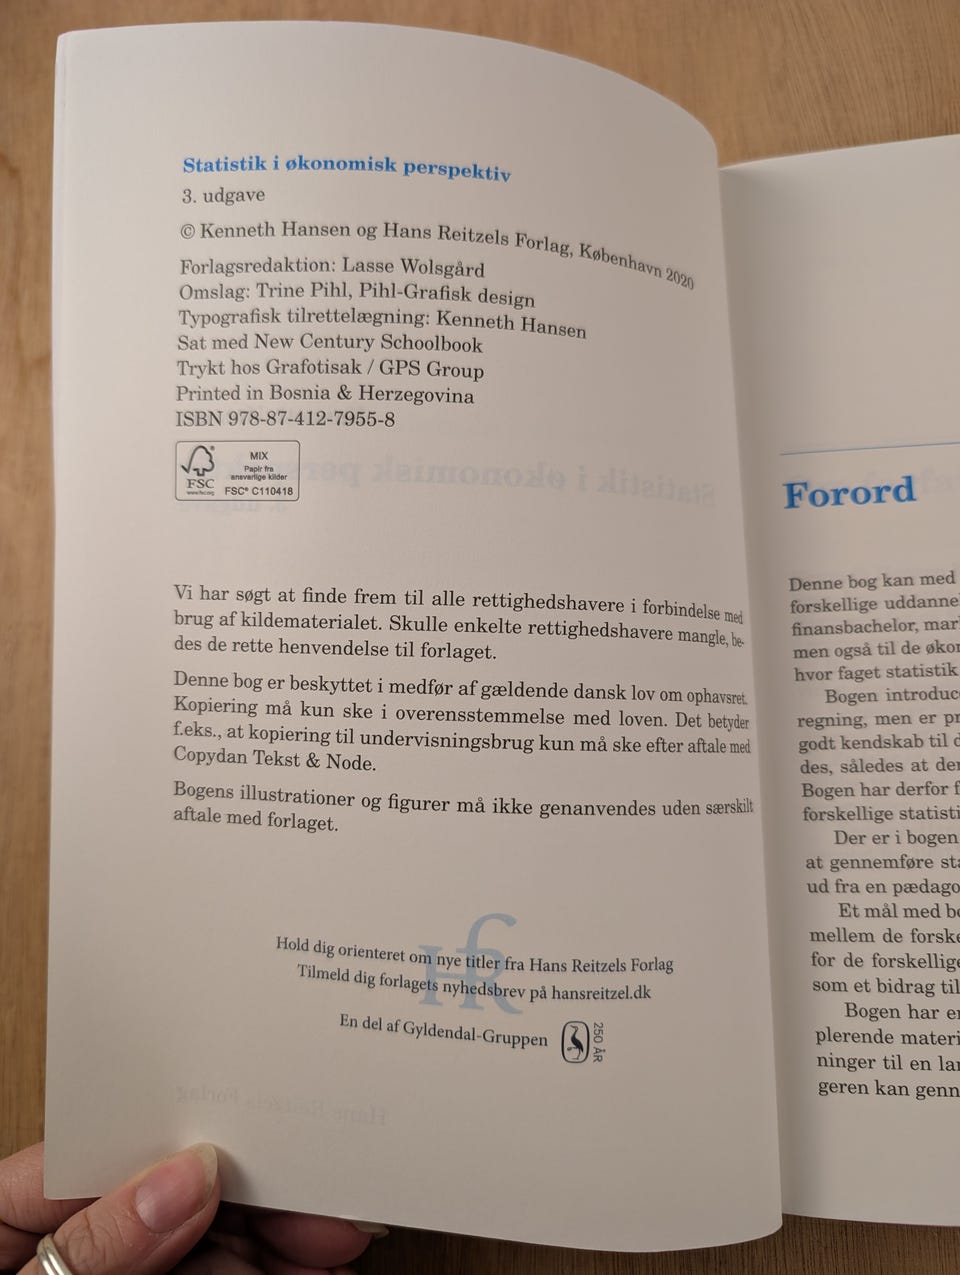 Statistik i økonomisk perspektiv
3. udgave
© Kenneth Hansen og Hans Reitzels Forlag, København 2020
Forlagsredaktion: Lasse Wolsgård
Omslag: Trine Pihl, Pihl-Grafisk design
Typografisk tilrettelægning: Kenneth Hansen
Sat med New Century Schoolbook
Trykt hos Grafotisak / GPS Group
Printed in Bosnia & Herzegovina
ISBN 978-87-412-7955-8
FSC
www.fsc.org
MIX
Papir fra
ansvarlige kilder
FSC® C110418
Vi har søgt at finde frem til alle rettighedshavere i forbindelse med
brug af kildematerialet. Skulle enkelte rettighedshavere mangle, be-
des de rette henvendelse til forlaget.
Denne bog er beskyttet i medfør af gældende dansk lov om ophavsret.
Kopiering må kun ske i overensstemmelse med loven. Det betyder
f.eks., at kopiering til undervisningsbrug kun må ske efter aftale med
Copydan Tekst & Node.
Bogens illustrationer og figurer må ikke genanvendes uden særskilt
aftale med forlaget.
Hold dig orienteret om nye titler fra Hans Reitzels Forlag
Tilmeld dig forlagets nyhedsbrev på hansreitzel.dk
En del af Gyldendal-Gruppen
250 ÅR
Forord
Denne bog kan med
forskellige uddanne
finansbachelor, mar
men også til de økon
hvor faget statistik
Bogen introduc
regning, men er pr
godt kendskab til d
des, således at der
Bogen har derfor f
forskellige statisti
Der er i bogen
at gennemføre sta
ud fra en pædago
Et mål med bo
mellem de forske
for de forskellige
som et bidrag til
Bogen har er
plerende materi
ninger til en lar
geren kan genn